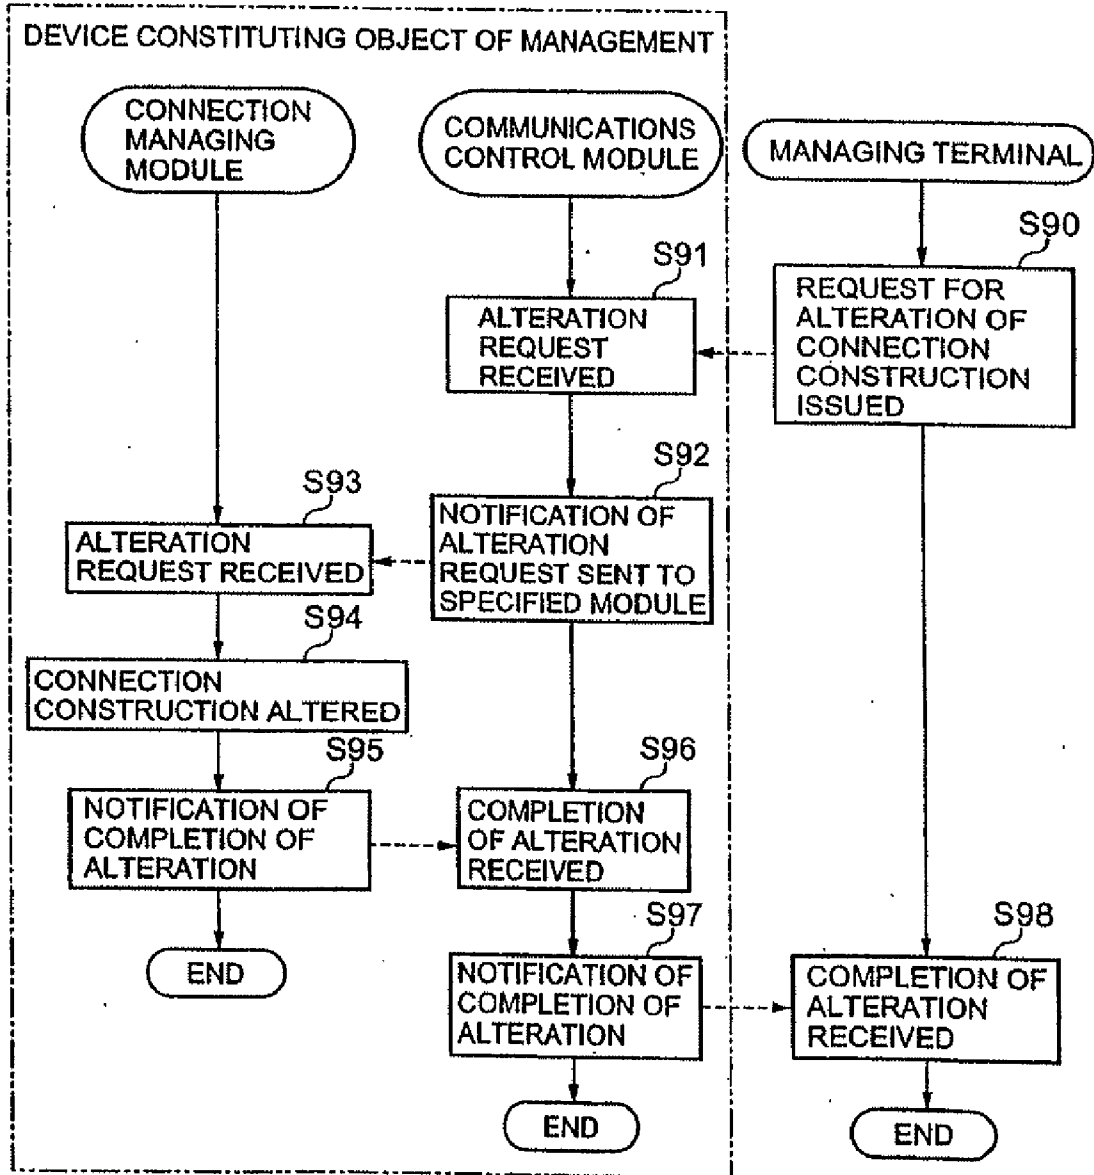 DEVICE CONSTITUTING OBJECT OF MANAGEMENT
CONNECTION
MANAGING
MODULE
COMMUNICATIONS
CONTROL MODULE
MANAGING TERMINAL
S90
REQUEST FOR
ALTERATION OF
CONNECTION
CONSTRUCTION
ISSUED
S91
ALTERATION
REQUEST
RECEIVED
S92
NOTIFICATION OF
ALTERATION
REQUEST SENT TO
SPECIFIED MODULE
S93
ALTERATION
REQUEST RECEIVED
S94
CONNECTION
CONSTRUCTION ALTERED
S95
NOTIFICATION OF
COMPLETION OF
ALTERATION
S96
COMPLETION
OF ALTERATION
RECEIVED
END
S97
NOTIFICATION OF
COMPLETION OF
ALTERATION
S98
COMPLETION OF
ALTERATION
RECEIVED
END
END